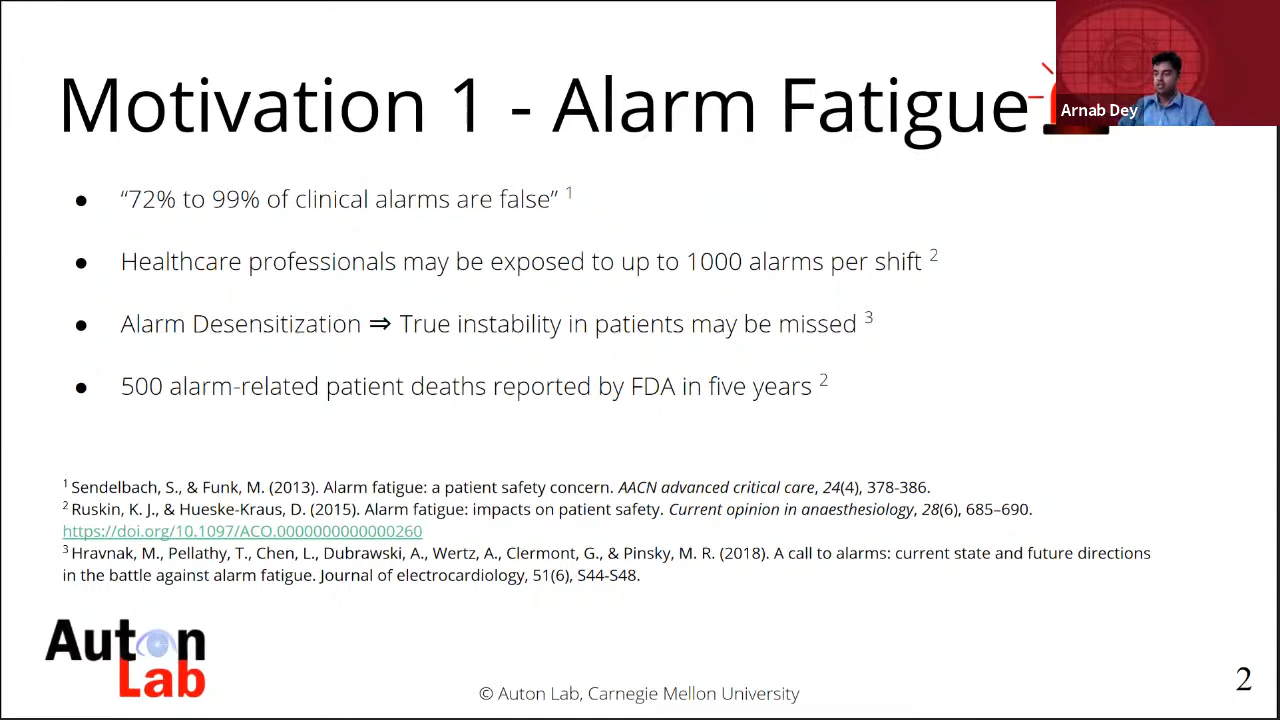 Motivation 1 - Alarm Fatigue
Arnab Dey
● “72% to 99% of clinical alarms are false” 1
● Healthcare professionals may be exposed to up to 1000 alarms per shift 2
● Alarm Desensitization ⇒ True instability in patients may be missed 3
● 500 alarm-related patient deaths reported by FDA in five years 2
1 Sendelbach, S., & Funk, M. (2013). Alarm fatigue: a patient safety concern. AACN advanced critical care, 24(4), 378-386.
2 Ruskin, K. J., & Hueske-Kraus, D. (2015). Alarm fatigue: impacts on patient safety. Current opinion in anaesthesiology, 28(6), 685–690.
https://doi.org/10.1097/ACO.0000000000000260
3 Hravnak, M., Pellathy, T., Chen, L., Dubrawski, A., Wertz, A., Clermont, G., & Pinsky, M. R. (2018). A call to alarms: current state and future directions
in the battle against alarm fatigue. Journal of electrocardiology, 51(6), S44-S48.
Auton
Lab
© Auton Lab, Carnegie Mellon University
2